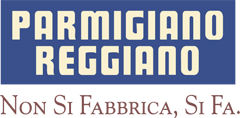 PARMIGIANO
REGGIANO
NON SI FABBRICA, SI FA.